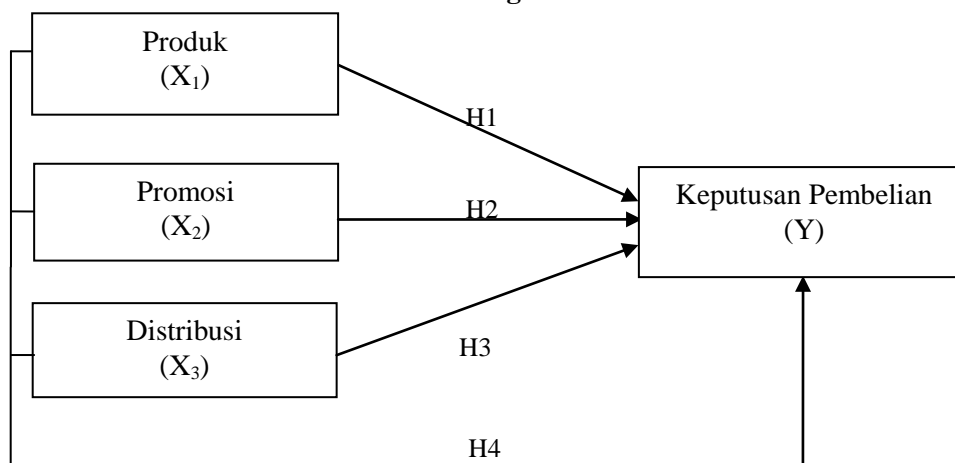 Produk
(X₁)
H1
Promosi
(X₂)
H2
Keputusan Pembelian
(Y)
Distribusi
(X₃)
H3
H4